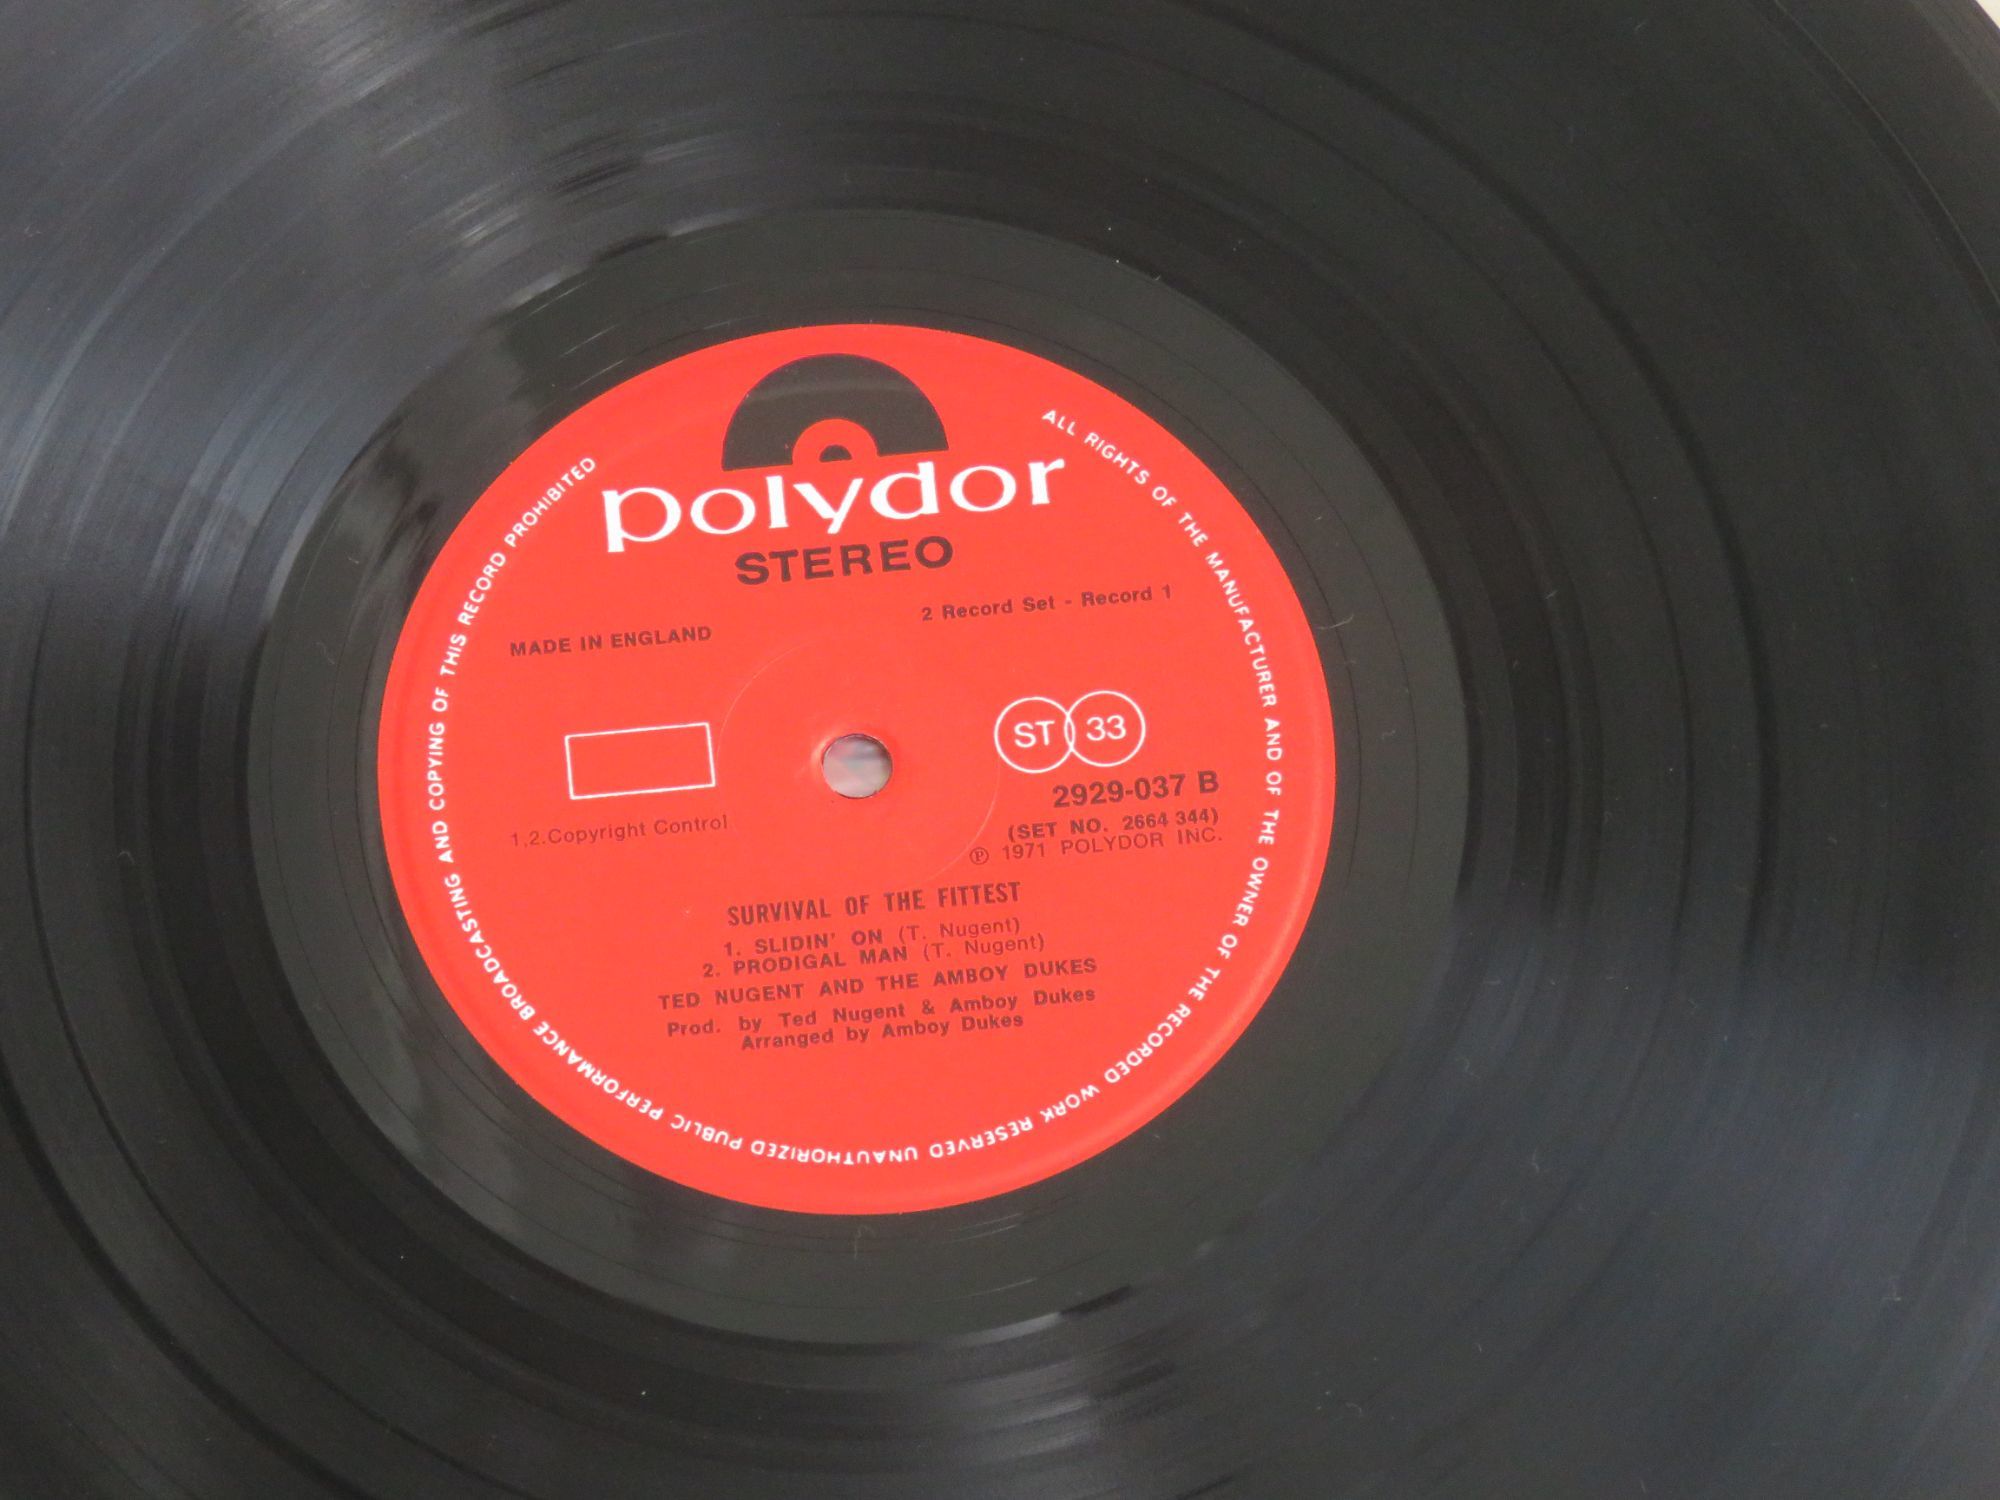 polydor
STEREO
2 Record Set - Record 1
MADE IN ENGLAND
ST 33
2929-037 B
(SET NO. 2664 344)
℗ 1971 POLYDOR INC.
1,2.Copyright Control
SURVIVAL OF THE FITTEST
1. SLIDIN' ON (T. Nugent)
2. PRODIGAL MAN (T. Nugent)
TED NUGENT AND THE AMBOY DUKES
Prod. by Ted Nugent & Amboy Dukes
Arranged by Amboy Dukes
ALL RIGHTS OF THE MANUFACTURER AND OF THE OWNER OF THE RECORDED WORK RESERVED UNAUTHORIZED PUBLIC PERFORMANCE BROADCASTING AND COPYING OF THIS RECORD PROHIBITED